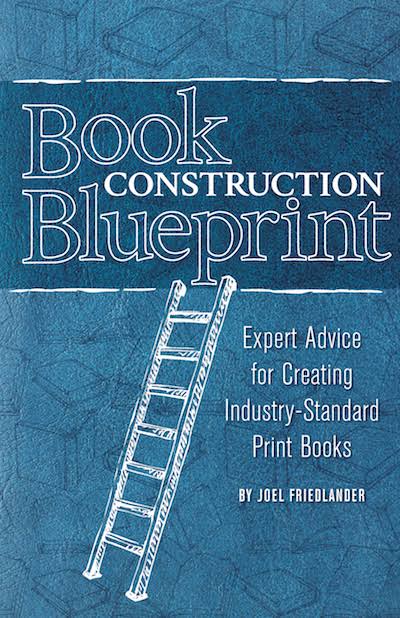 Book
CONSTRUCTION
Blueprint
Expert Advice
for Creating
Industry-Standard
Print Books
BY JOEL FRIEDLANDER